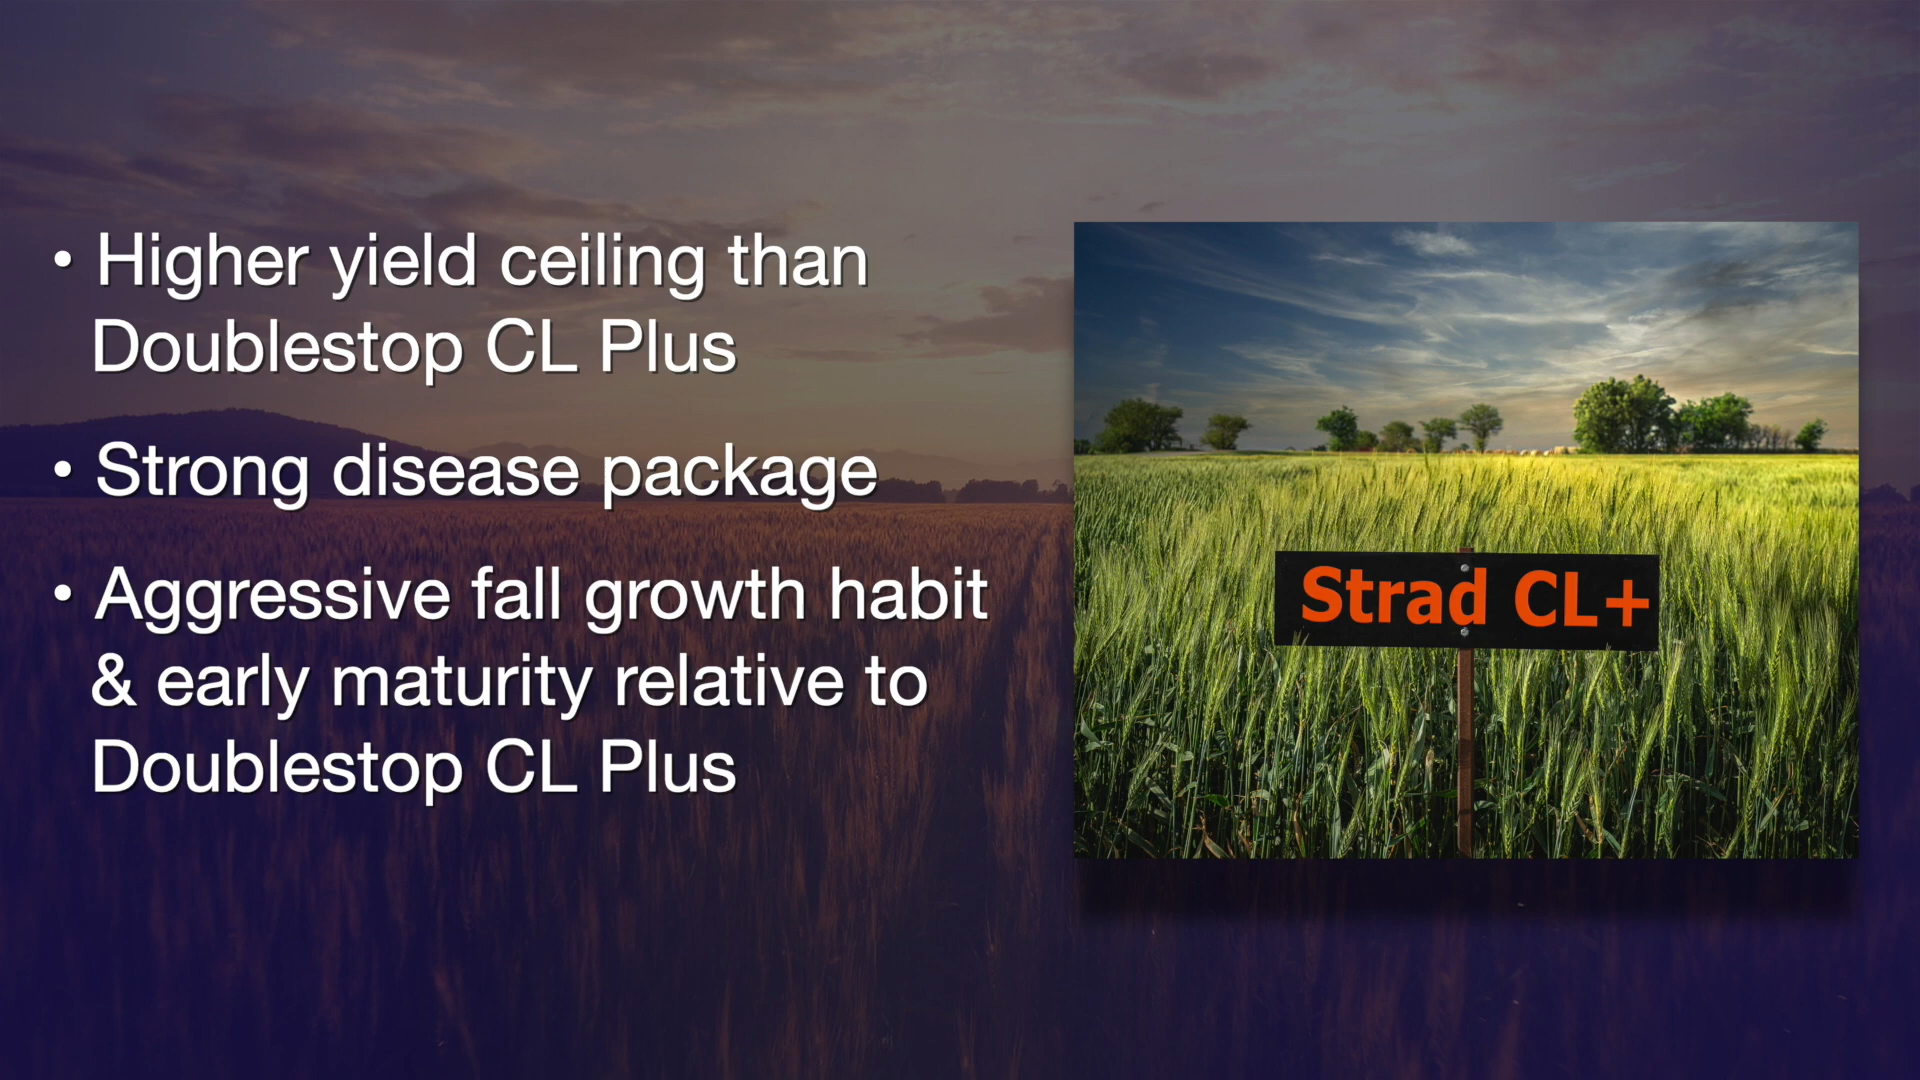 • Higher yield ceiling than
Doublestop CL Plus
• Strong disease package
• Aggressive fall growth habit
& early maturity relative to
Doublestop CL Plus
Strad CL+